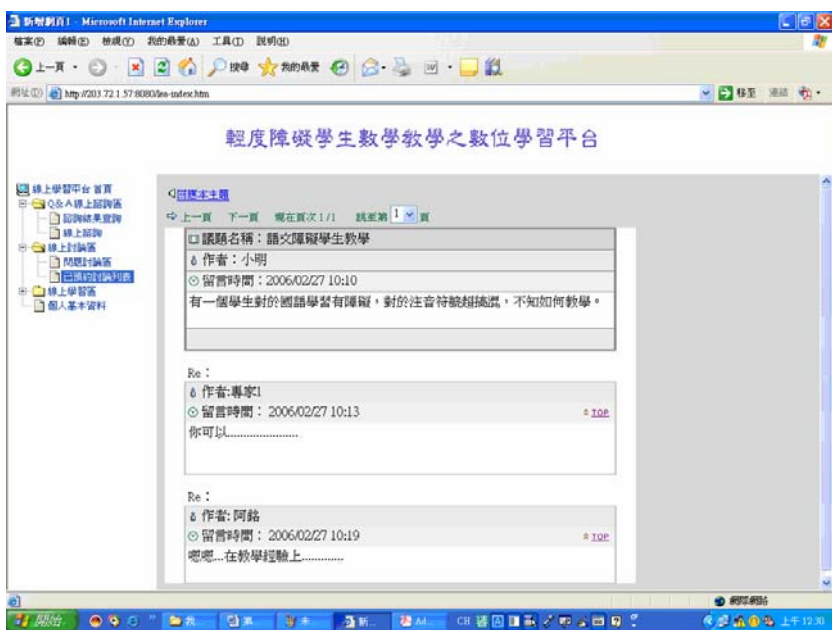 新增網頁1 - Microsoft Internet Explorer
檔案(F) 編輯(E) 檢視(V) 我的最愛(A) 工具(T) 說明(H)
上一頁 搜尋 我的最愛
網址(D) http://203.72.1.57:8080/lea-index.htm 移至 連結
輕度障礙學生數學教學之數位學習平台
線上學習平台 首頁
Q&A線上諮詢區
諮詢結果查詢
線上諮詢
線上討論區
問題討論區
已預約討論列表
線上學習區
個人基本資料
回應本主題
上一頁 下一頁 現在頁次 1/1 跳至第 1 頁
議題名稱：語文障礙學生教學
作者：小明
留言時間：2006/02/27 10:10
有一個學生對於國語學習有障礙，對於注音符號超搞混，不知如何教學。
Re：
作者:專家1
留言時間： 2006/02/27 10:13 TOP
你可以........................
Re：
作者: 阿銘
留言時間： 2006/02/27 10:19 TOP
嗯嗯...在教學經驗上..............
網際網路
開始 我 第 未 新... Ad... CH 上午 12:30